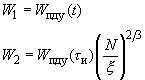 W₁ = Wпду(t)
W₂ = Wпду(τи)(N/ξ)^2/3